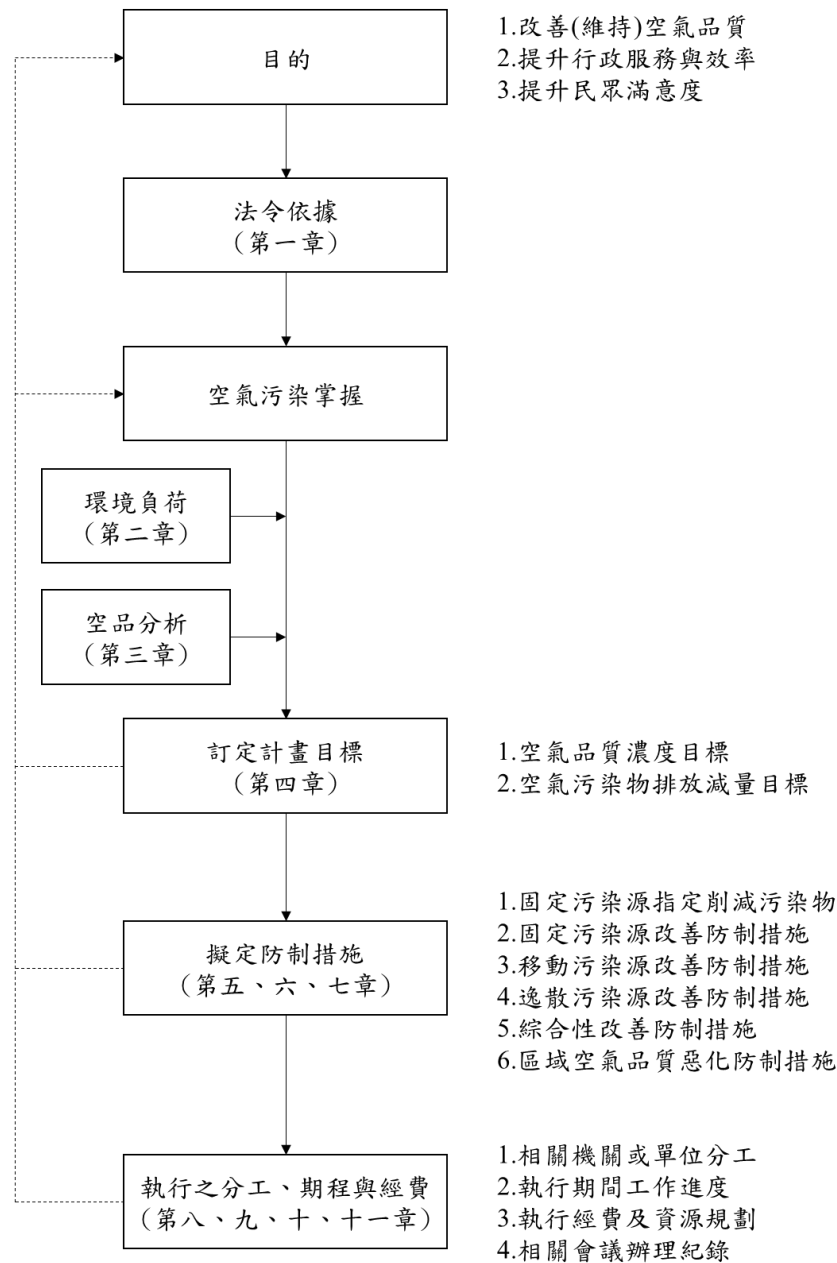 目的
1.改善(維持)空氣品質
2.提升行政服務與效率
3.提升民眾滿意度
法令依據
（第一章）
空氣污染掌握
環境負荷
（第二章）
空品分析
（第三章）
訂定計畫目標
（第四章）
1.空氣品質濃度目標
2.空氣污染物排放減量目標
擬定防制措施
（第五、六、七章）
1.固定污染源指定削減污染物
2.固定污染源改善防制措施
3.移動污染源改善防制措施
4.逸散污染源改善防制措施
5.綜合性改善防制措施
6.區域空氣品質惡化防制措施
執行之分工、期程與經費
（第八、九、十、十一章）
1.相關機關或單位分工
2.執行期間工作進度
3.執行經費及資源規劃
4.相關會議辦理紀錄